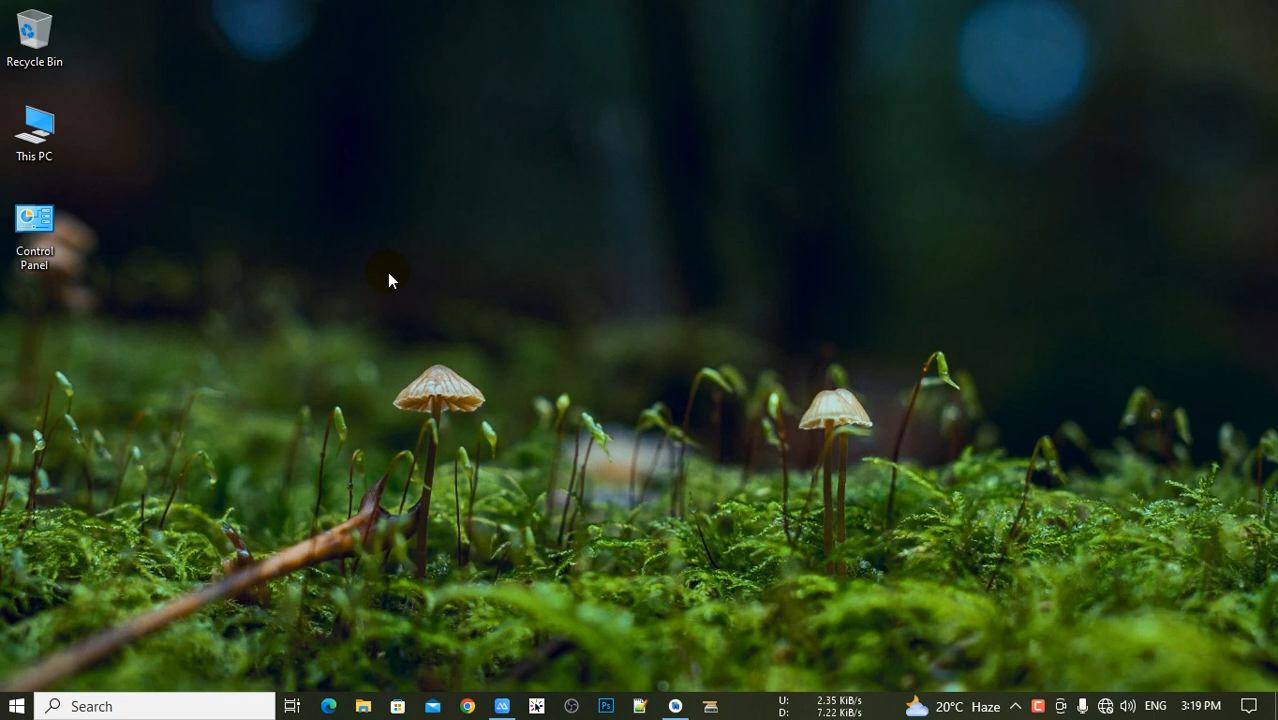 Recycle Bin
This PC
Control
Panel
Search
Ps
U: 2.35 KiB/s
D: 7.22 KiB/s
20°C Haze
ENG
3:19 PM